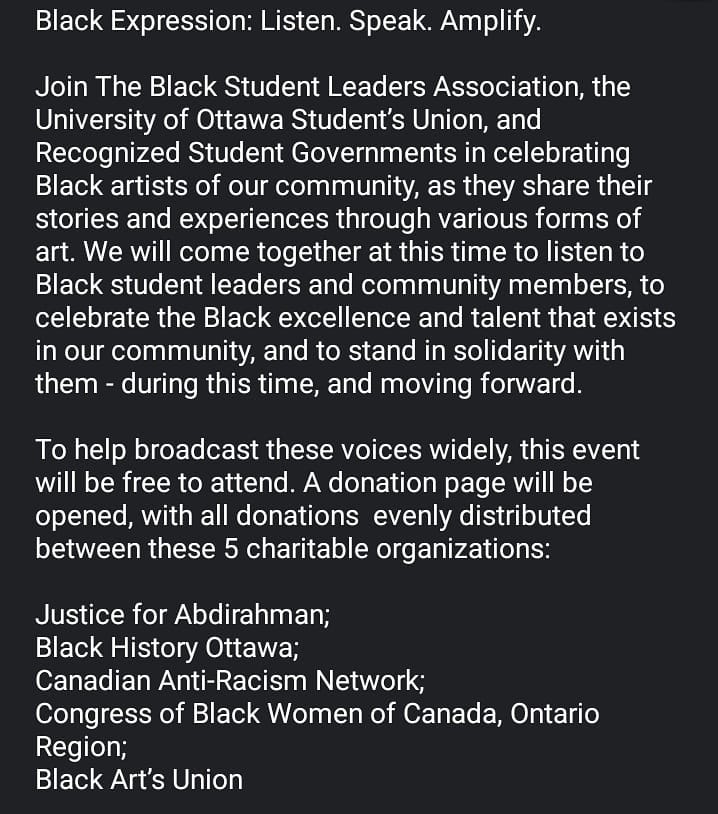 Black Expression: Listen. Speak. Amplify.
Join The Black Student Leaders Association, the
University of Ottawa Student’s Union, and
Recognized Student Governments in celebrating
Black artists of our community, as they share their
stories and experiences through various forms of
art. We will come together at this time to listen to
Black student leaders and community members, to
celebrate the Black excellence and talent that exists
in our community, and to stand in solidarity with
them - during this time, and moving forward.
To help broadcast these voices widely, this event
will be free to attend. A donation page will be
opened, with all donations  evenly distributed
between these 5 charitable organizations:
Justice for Abdirahman;
Black History Ottawa;
Canadian Anti-Racism Network;
Congress of Black Women of Canada, Ontario
Region;
Black Art’s Union